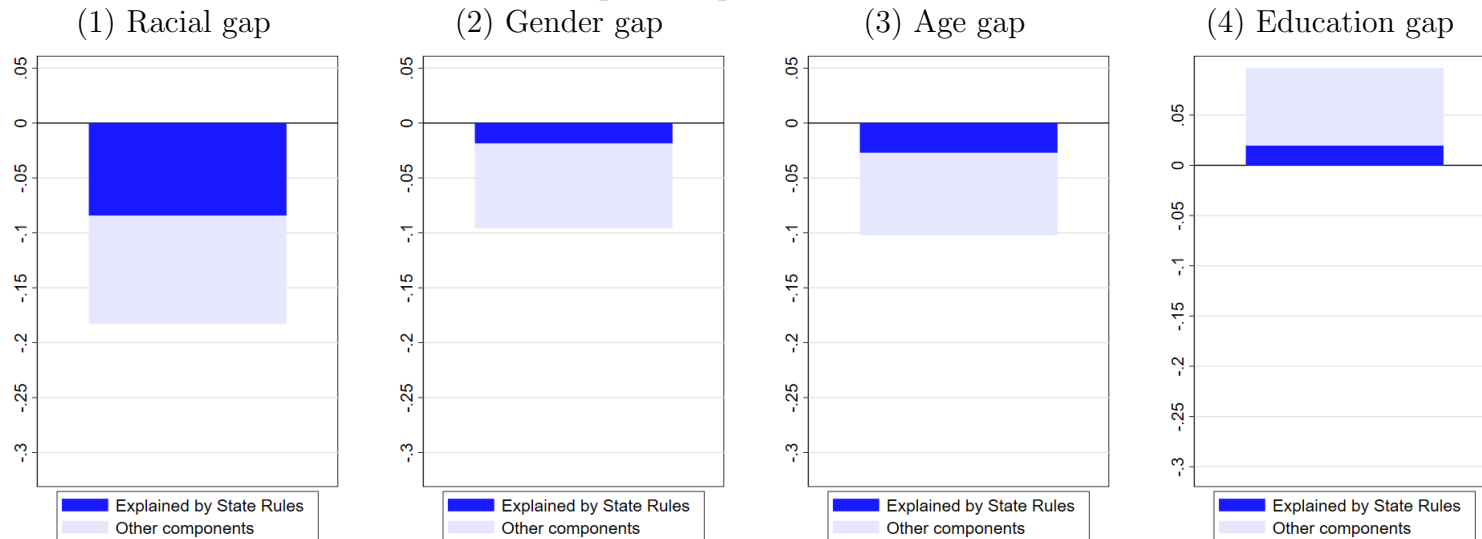 (1) Racial gap
.05
0
-.05
-.1
-.15
-.2
-.25
-.3
Explained by State Rules
Other components
(2) Gender gap
.05
0
-.05
-.1
-.15
-.2
-.25
-.3
Explained by State Rules
Other components
(3) Age gap
.05
0
-.05
-.1
-.15
-.2
-.25
-.3
Explained by State Rules
Other components
(4) Education gap
.05
0
-.05
-.1
-.15
-.2
-.25
-.3
Explained by State Rules
Other components